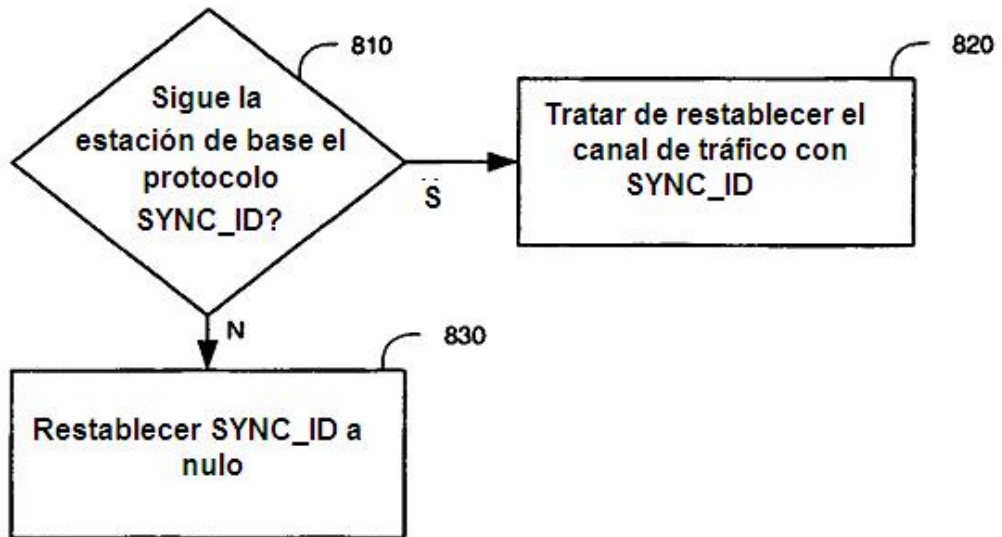 810
Sigue la
estación de base el
protocolo
SYNC_ID?
S
820
Tratar de restablecer el
canal de tráfico con
SYNC_ID
N
830
Restablecer SYNC_ID a
nulo